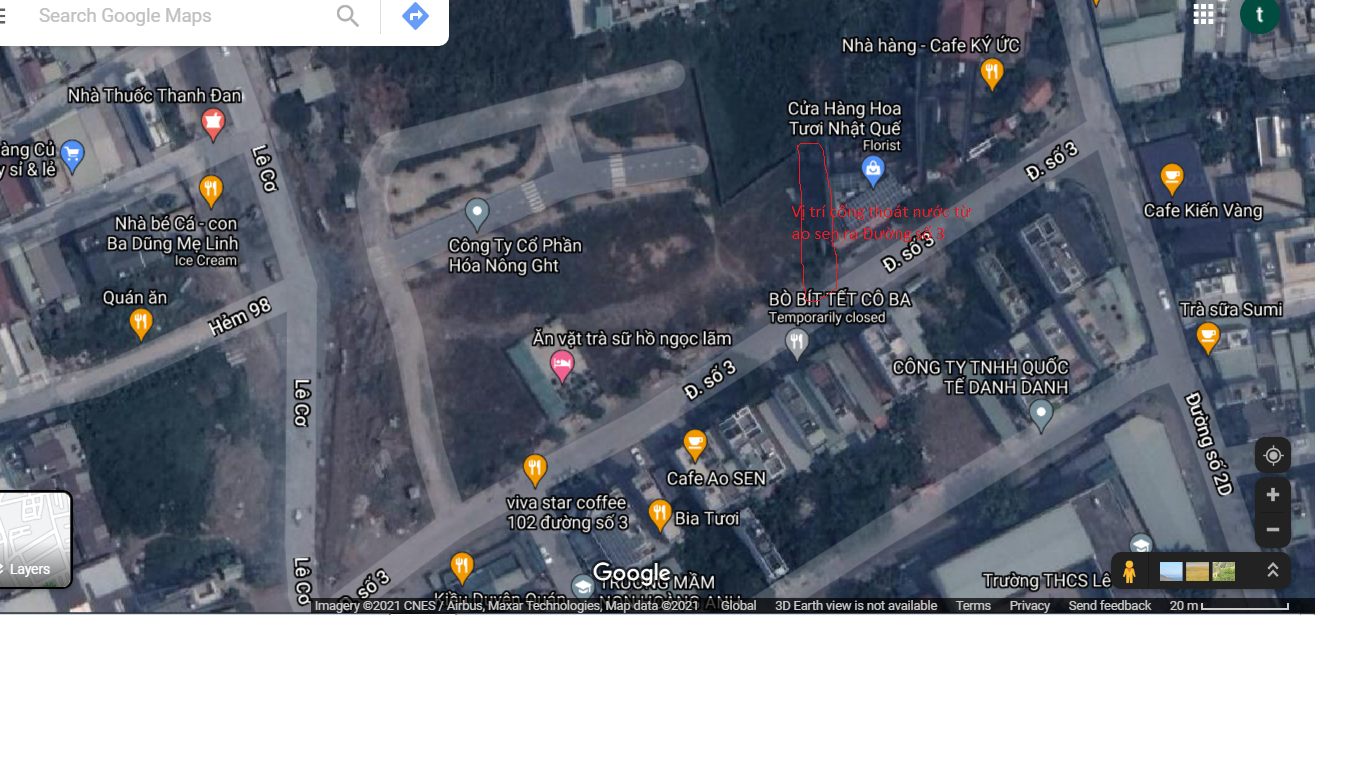 Search Google Maps
t
Nhà hàng - Cafe KÝ ỨC
Nhà Thuốc Thanh Đan
Cửa Hàng Hoa
Tươi Nhật Quế
Florist
àng Củ
y sỉ & lẻ
Lê Cơ
Đ. số 3
Nhà bé Cá - con
Ba Dũng Mẹ Linh
Ice Cream
Công Ty Cổ Phần
Hóa Nông Ght
Vị trí cống thoát nước từ
ao sen ra Đường số 3
Đ. số 3
Cafe Kiến Vàng
Quán ăn
Hẻm 98
BÒ BÍT TẾT CÔ BA
Temporarily closed
Trà sữa Sumi
Ăn vặt trà sữ hồ ngọc lãm
Đ. số 3
CÔNG TY TNHH QUỐC
TẾ DANH DANH
Lê Cơ
Đường số 2D
Cafe Ao SEN
viva star coffee
102 đường số 3
Bia Tươi
Layers
Lê Cơ
số 3
Google
TRƯỜNG MẦM
NON HOÀNG ANH
Kiều Duyên Quán
Trường THCS Lê
Imagery ©2021 CNES / Airbus, Maxar Technologies, Map data ©2021 Global 3D Earth view is not available Terms Privacy Send feedback 20 m